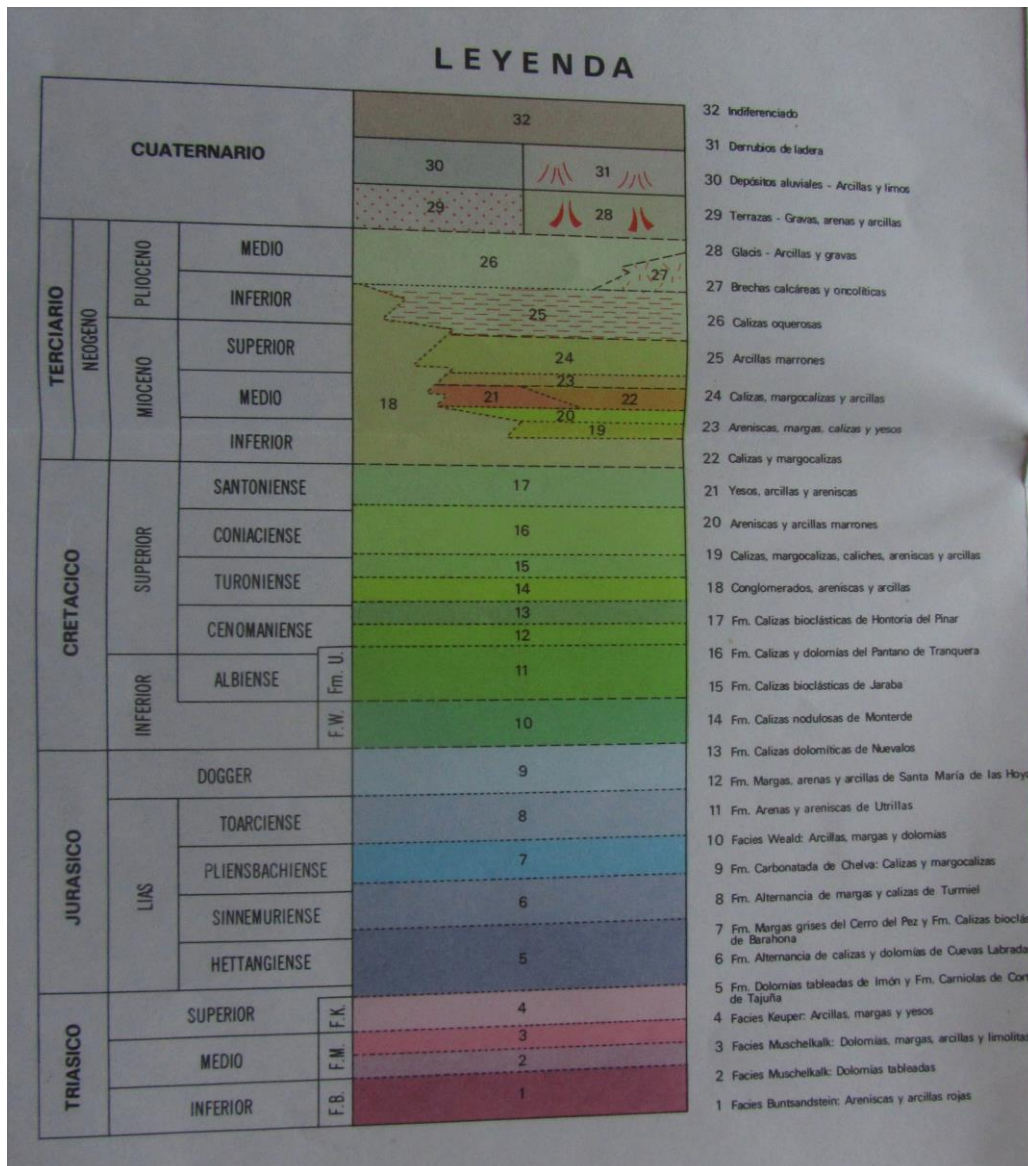 LEYENDA
CUATERNARIO
TERCIARIO
NEOGENO
PLIOCENO
MEDIO
INFERIOR
MIOCENO
SUPERIOR
MEDIO
INFERIOR
CRETACICO
SUPERIOR
SANTONIENSE
CONIACIENSE
TURONIENSE
CENOMANIENSE
INFERIOR
ALBIENSE
Fm. U.
F.W.
JURASICO
DOGGER
LIAS
TOARCIENSE
PLIENSBACHIENSE
SINNEMURIENSE
HETTANGIENSE
TRIASICO
SUPERIOR
F.K.
MEDIO
F.M.
INFERIOR
F.B.
32
30
31
29
28
26
27
25
24
23
21
22
18
20
19
17
16
15
14
13
12
11
10
9
8
7
6
5
4
3
2
1
32 Indiferenciado
31 Derrubios de ladera
30 Depósitos aluviales - Arcillas y limos
29 Terrazas - Gravas, arenas y arcillas
28 Glacis - Arcillas y gravas
27 Brechas calcáreas y oncolíticas
26 Calizas oquerosas
25 Arcillas marrones
24 Calizas, margocalizas y arcillas
23 Areniscas, margas, calizas y yesos
22 Calizas y margocalizas
21 Yesos, arcillas y areniscas
20 Areniscas y arcillas marrones
19 Calizas, margocalizas, caliches, areniscas y arcillas
18 Conglomerados, areniscas y arcillas
17 Fm. Calizas bioclásticas de Hontoria del Pinar
16 Fm. Calizas y dolomías del Pantano de Tranquera
15 Fm. Calizas bioclásticas de Jaraba
14 Fm. Calizas nodulosas de Monterde
13 Fm. Calizas dolomíticas de Nuevalos
12 Fm. Margas, arenas y arcillas de Santa María de las Hoy
11 Fm. Arenas y areniscas de Utrillas
10 Facies Weald: Arcillas, margas y dolomías
9 Fm. Carbonatada de Chelva: Calizas y margocalizas
8 Fm. Alternancia de margas y calizas de Turmiel
7 Fm. Margas grises del Cerro del Pez y Fm. Calizas bioclá
de Barahona
6 Fm. Alternancia de calizas y dolomías de Cuevas Labrada
5 Fm. Dolomías tableadas de Imón y Fm. Carniolas de Cor
de Tajuña
4 Facies Keuper: Arcillas, margas y yesos
3 Facies Muschelkalk: Dolomías, margas, arcillas y limolita
2 Facies Muschelkalk: Dolomías tableadas
1 Facies Buntsandstein: Areniscas y arcillas rojas